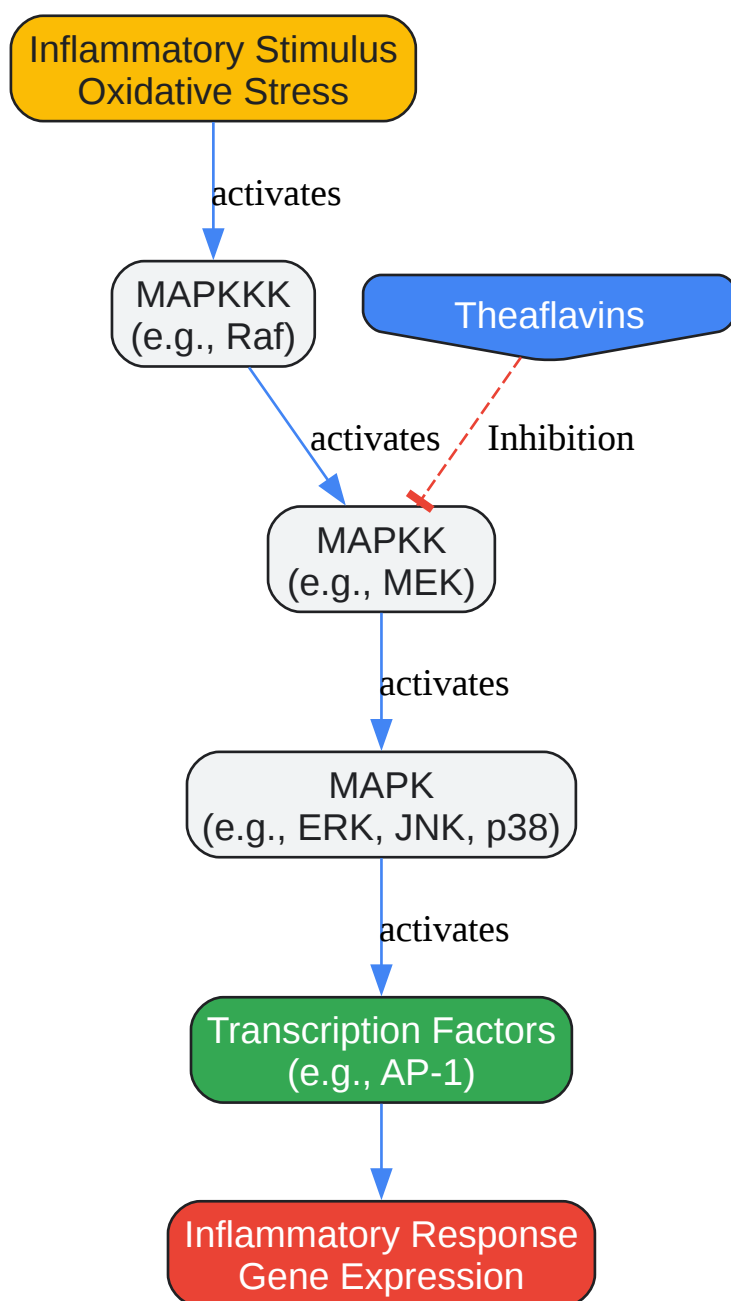 Inflammatory Stimulus
Oxidative Stress
activates
MAPKKK
(e.g., Raf)
Theaflavins
activates
Inhibition
MAPKK
(e.g., MEK)
activates
MAPK
(e.g., ERK, JNK, p38)
activates
Transcription Factors
(e.g., AP-1)
Inflammatory Response
Gene Expression